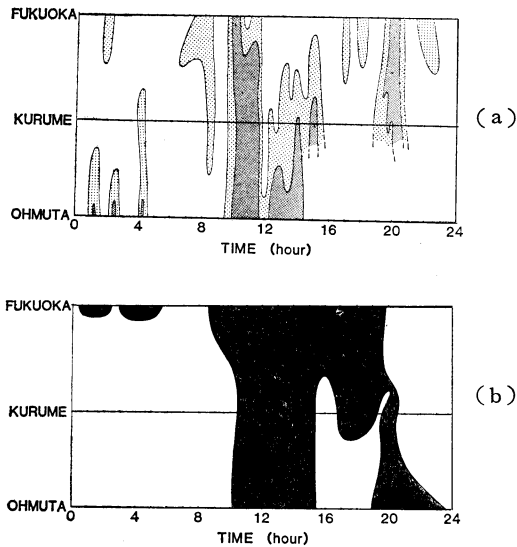 FUKUOKA
KURUME
OHMUTA
0 4 8 12 16 20 24
TIME (hour)
(a)
FUKUOKA
KURUME
OHMUTA
0 4 8 12 16 20 24
TIME (hour)
(b)